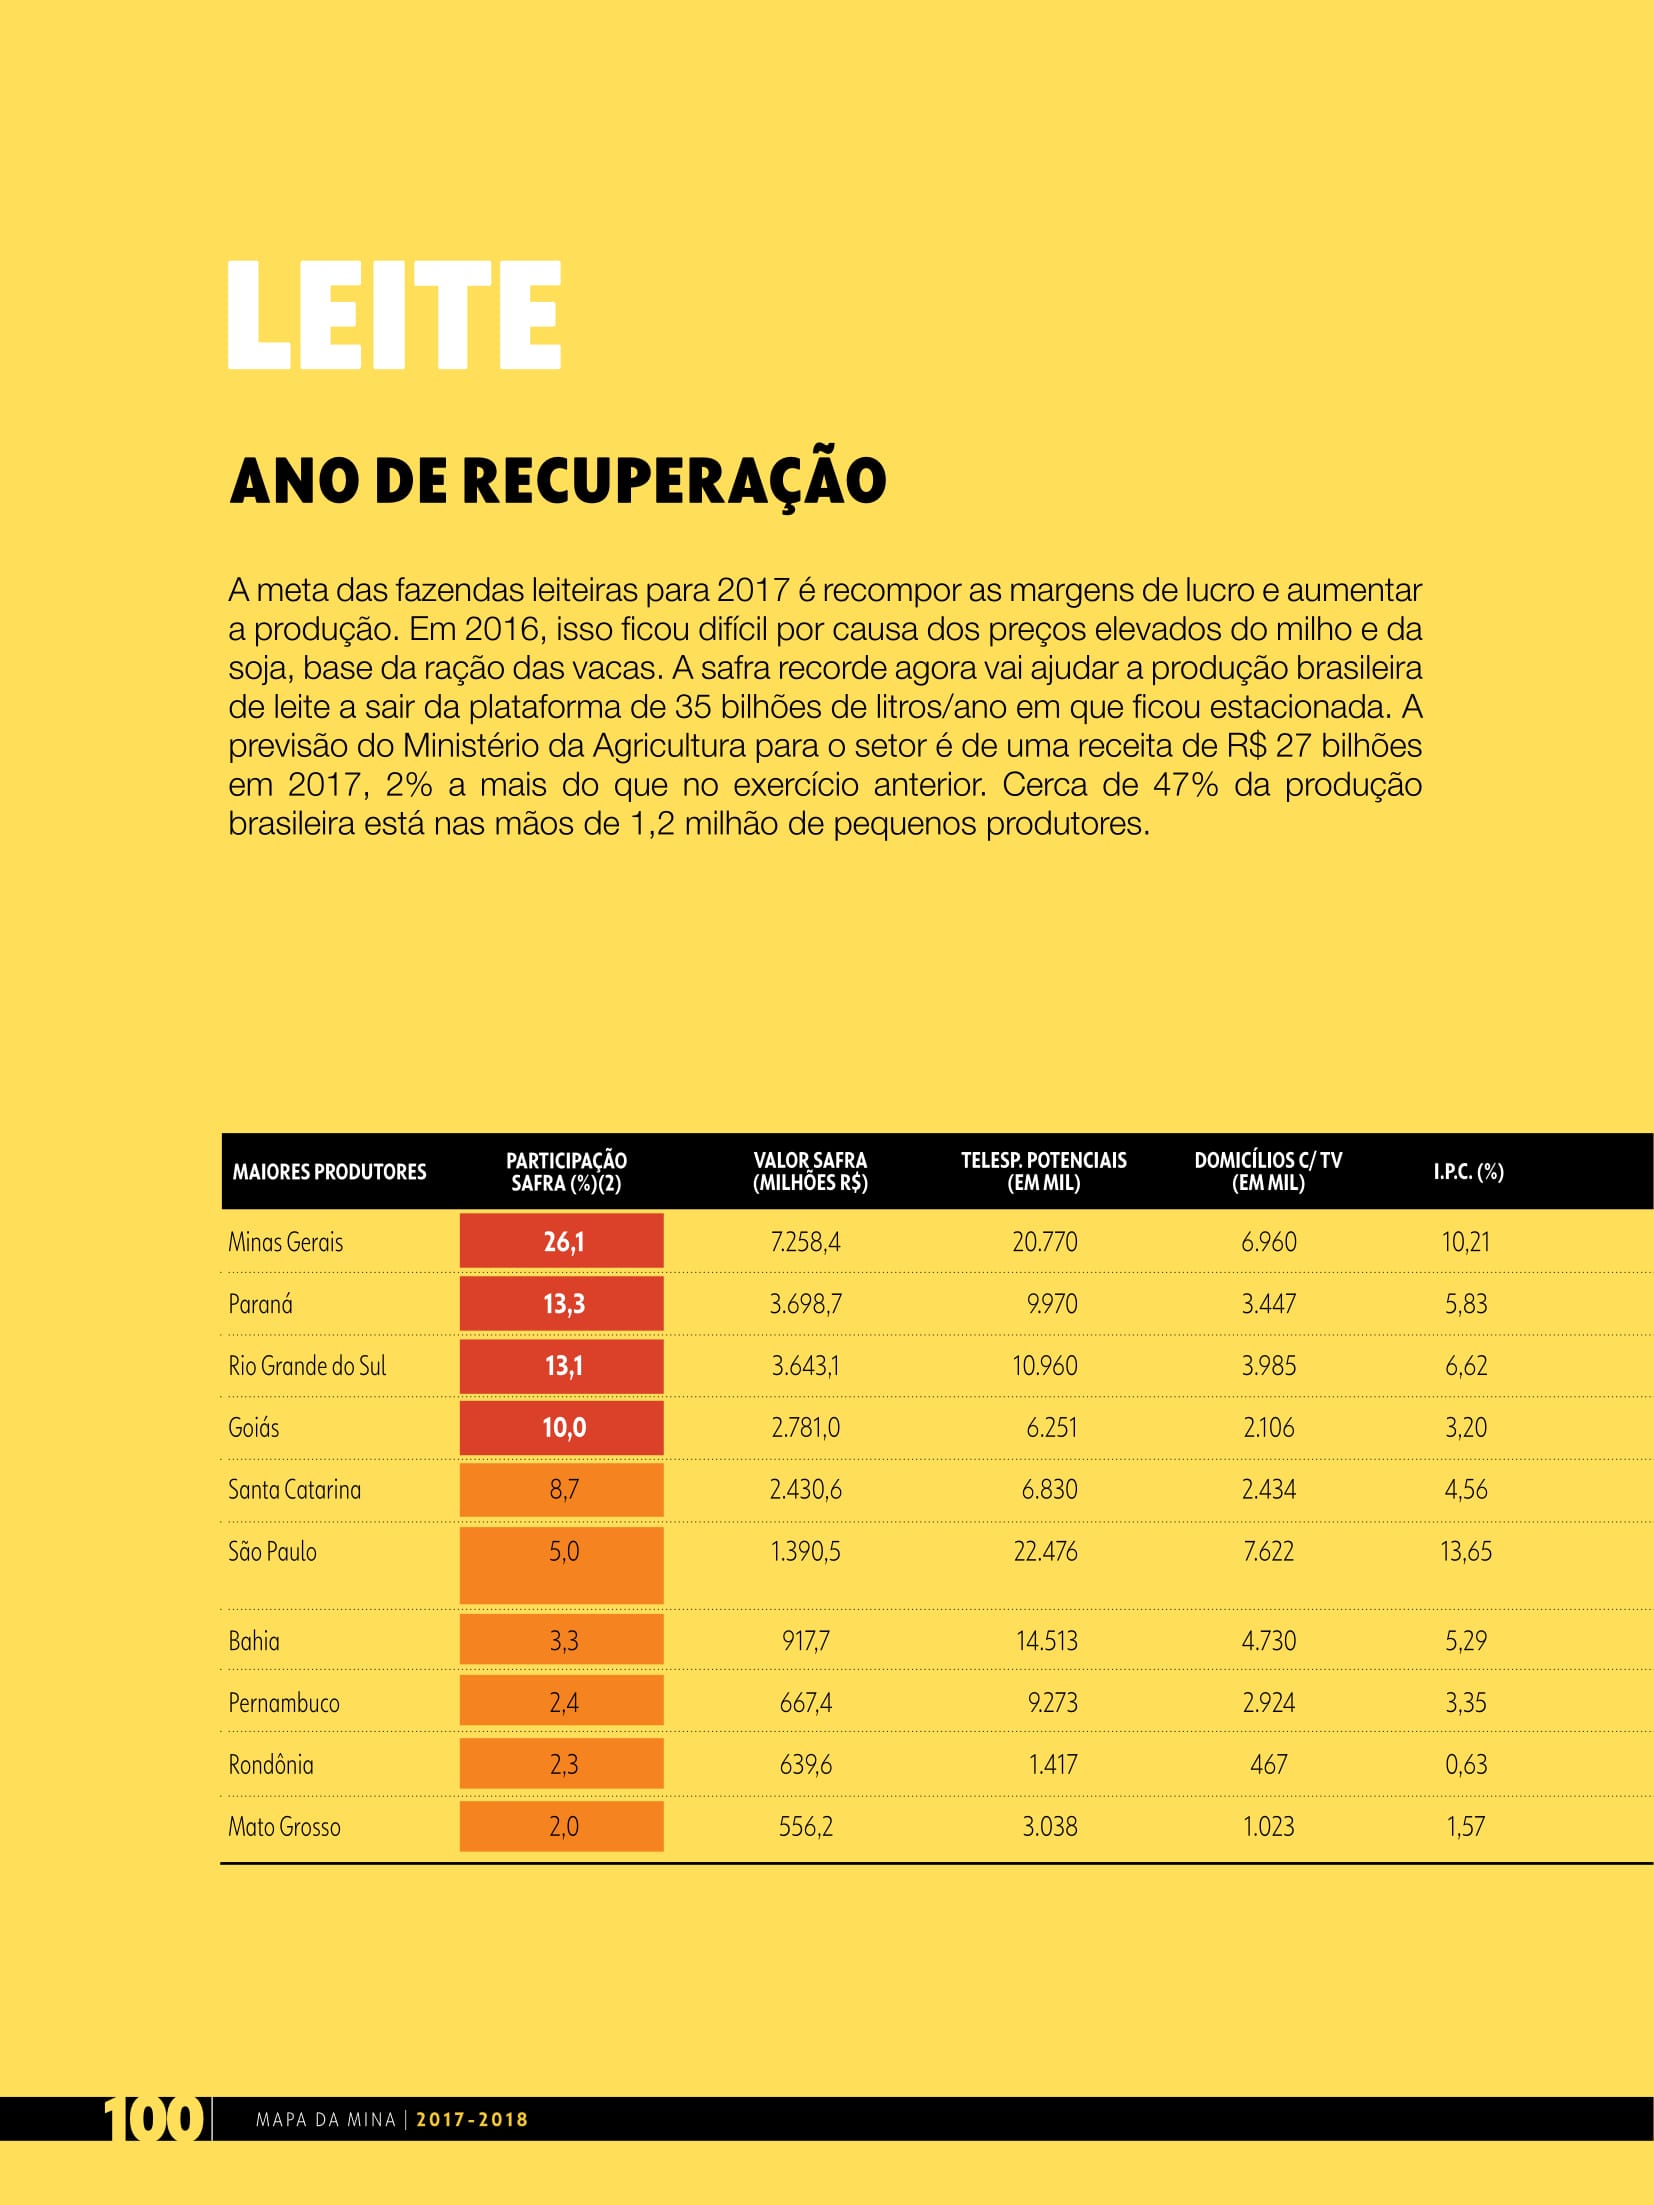 LEITE
ANO DE RECUPERAÇÃO
A meta das fazendas leiteiras para 2017 é recompor as margens de lucro e aumentar
a produção. Em 2016, isso ficou difícil por causa dos preços elevados do milho e da
soja, base da ração das vacas. A safra recorde agora vai ajudar a produção brasileira
de leite a sair da plataforma de 35 bilhões de litros/ano em que ficou estacionada. A
previsão do Ministério da Agricultura para o setor é de uma receita de R$ 27 bilhões
em 2017, 2% a mais do que no exercício anterior. Cerca de 47% da produção
brasileira está nas mãos de 1,2 milhão de pequenos produtores.
MAIORES PRODUTORES PARTICIPAÇÃO SAFRA (%)(2) VALOR SAFRA (MILHÕES R$) TELESP. POTENCIAIS (EM MIL) DOMICÍLIOS C/ TV (EM MIL) I.P.C. (%)
Minas Gerais 26,1 7.258,4 20.770 6.960 10,21
Paraná 13,3 3.698,7 9.970 3.447 5,83
Rio Grande do Sul 13,1 3.643,1 10.960 3.985 6,62
Goiás 10,0 2.781,0 6.251 2.106 3,20
Santa Catarina 8,7 2.430,6 6.830 2.434 4,56
São Paulo 5,0 1.390,5 22.476 7.622 13,65
Bahia 3,3 917,7 14.513 4.730 5,29
Pernambuco 2,4 667,4 9.273 2.924 3,35
Rondônia 2,3 639,6 1.417 467 0,63
Mato Grosso 2,0 556,2 3.038 1.023 1,57
100 MAPA DA MINA | 2017-2018